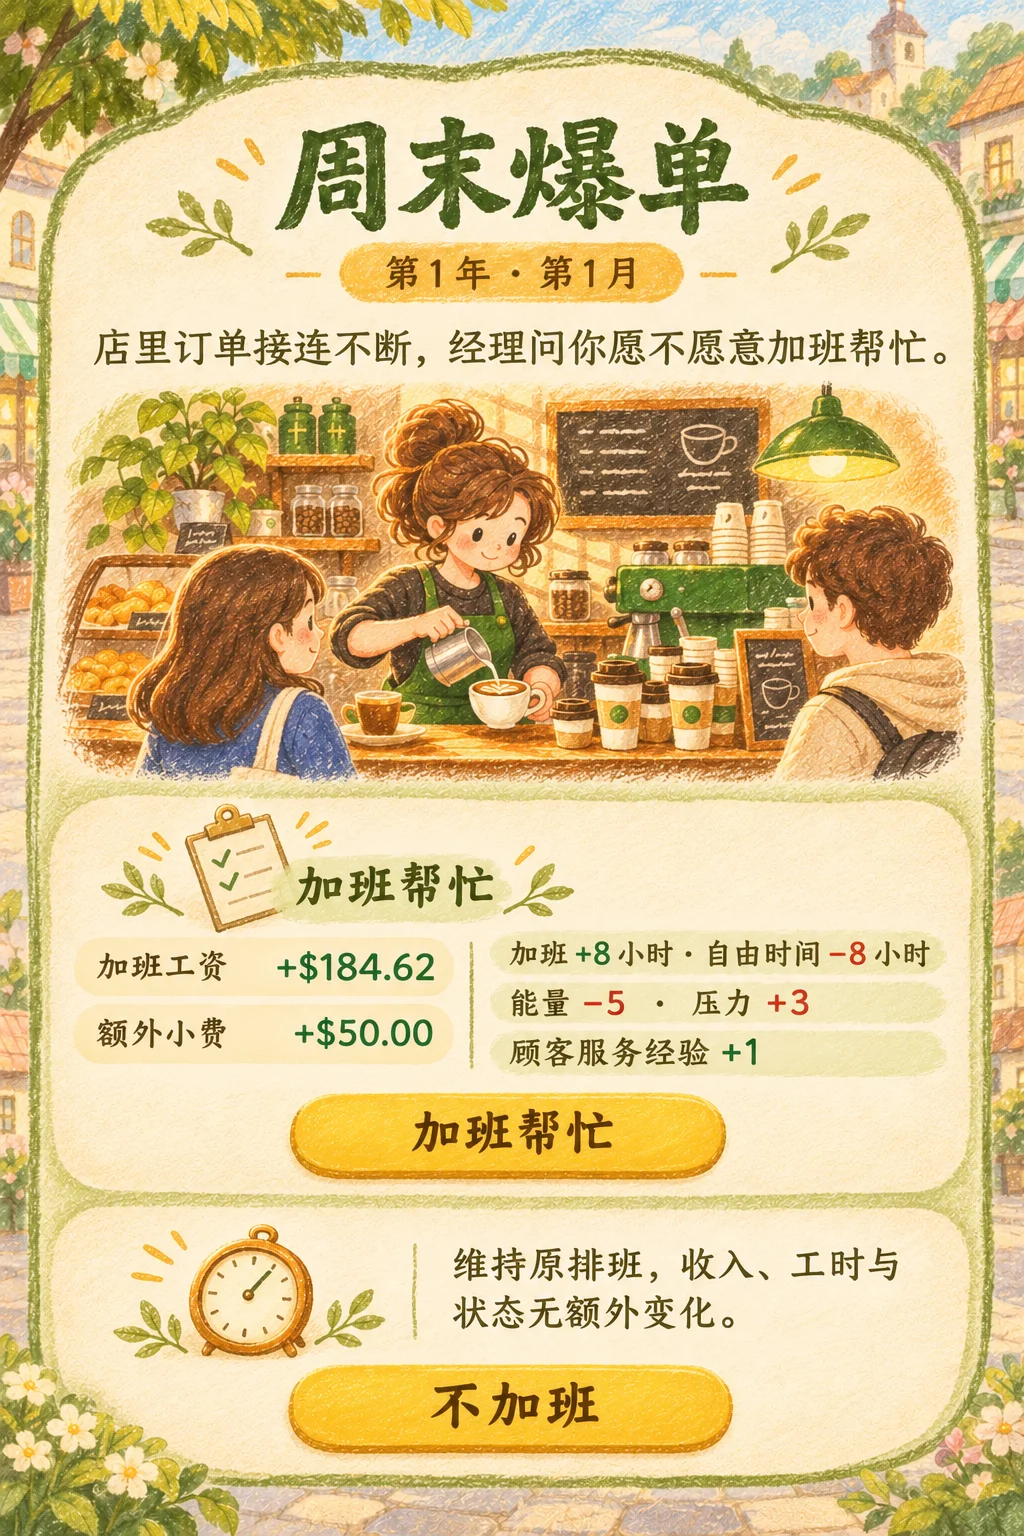 周末爆单
第1年 · 第1月
店里订单接连不断，经理问你愿不愿意加班帮忙。
加班帮忙
加班工资 +$184.62
额外小费 +$50.00
加班 +8 小时 · 自由时间 -8 小时
能量 -5 · 压力 +3
顾客服务经验 +1
加班帮忙
维持原排班，收入、工时与
状态无额外变化。
不加班